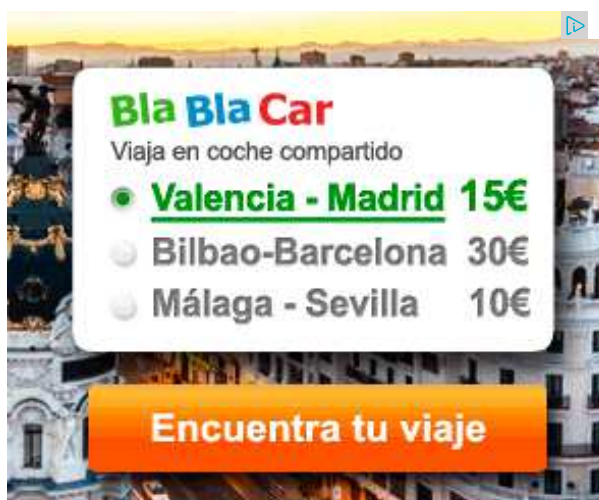 Bla Bla Car
Viaja en coche compartido
Valencia - Madrid 15€
Bilbao-Barcelona 30€
Málaga - Sevilla 10€
Encuentra tu viaje